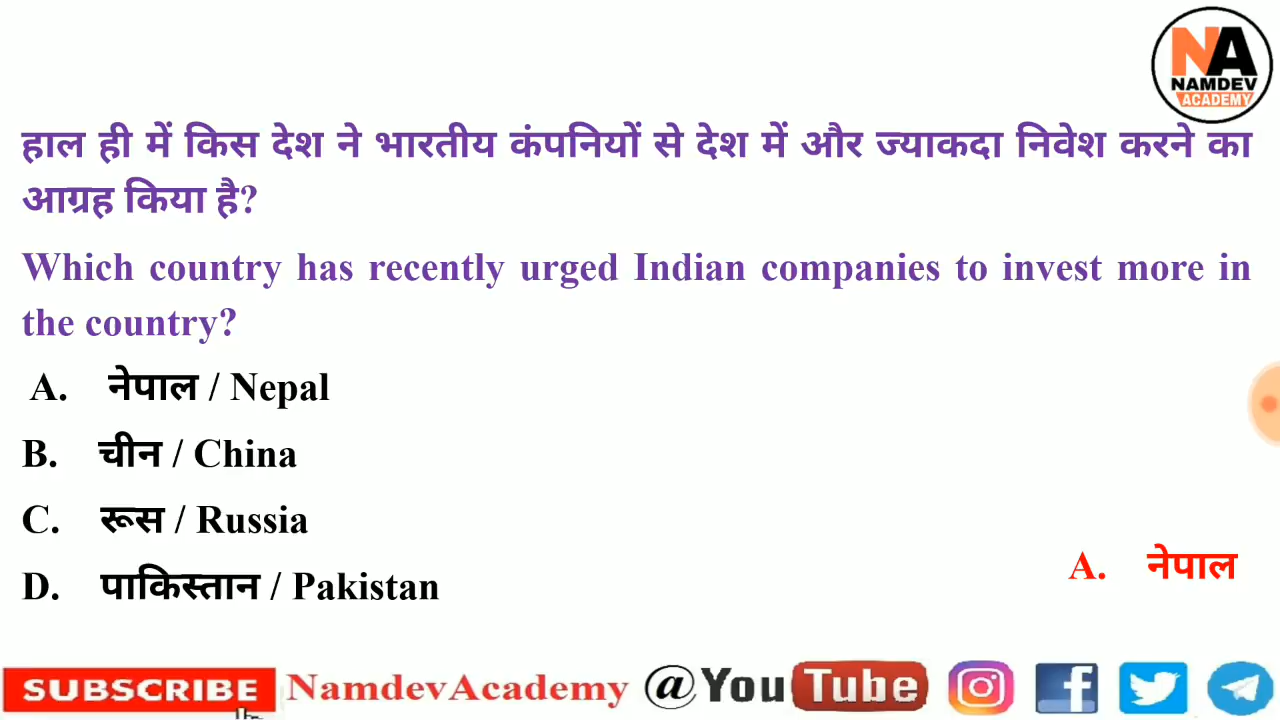 NA
NAMDEV
ACADEMY
हाल ही में किस देश ने भारतीय कंपनियों से देश में और ज्याकदा निवेश करने का
आग्रह किया है?
Which country has recently urged Indian companies to invest more in
the country?
A. नेपाल / Nepal
B. चीन / China
C. रूस / Russia
D. पाकिस्तान / Pakistan
A. नेपाल
SUBSCRIBE NamdevAcademy @YouTube